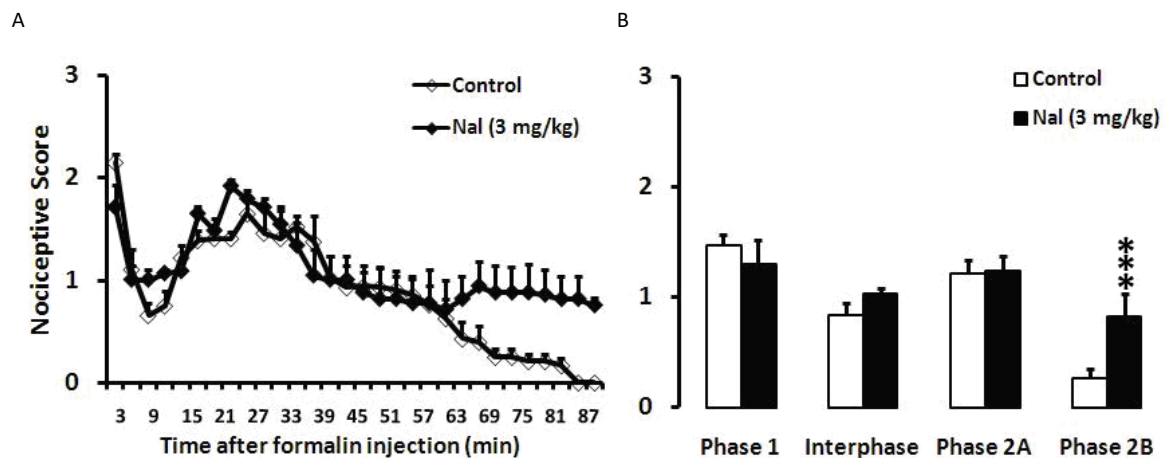 A
B
3
2
1
0
Nociceptive Score
Control
Nal (3 mg/kg)
3 9 15 21 27 33 39 45 51 57 63 69 75 81 87
Time after formalin injection (min)
3
2
1
0
Control
Nal (3 mg/kg)
***
Phase 1 Interphase Phase 2A Phase 2B